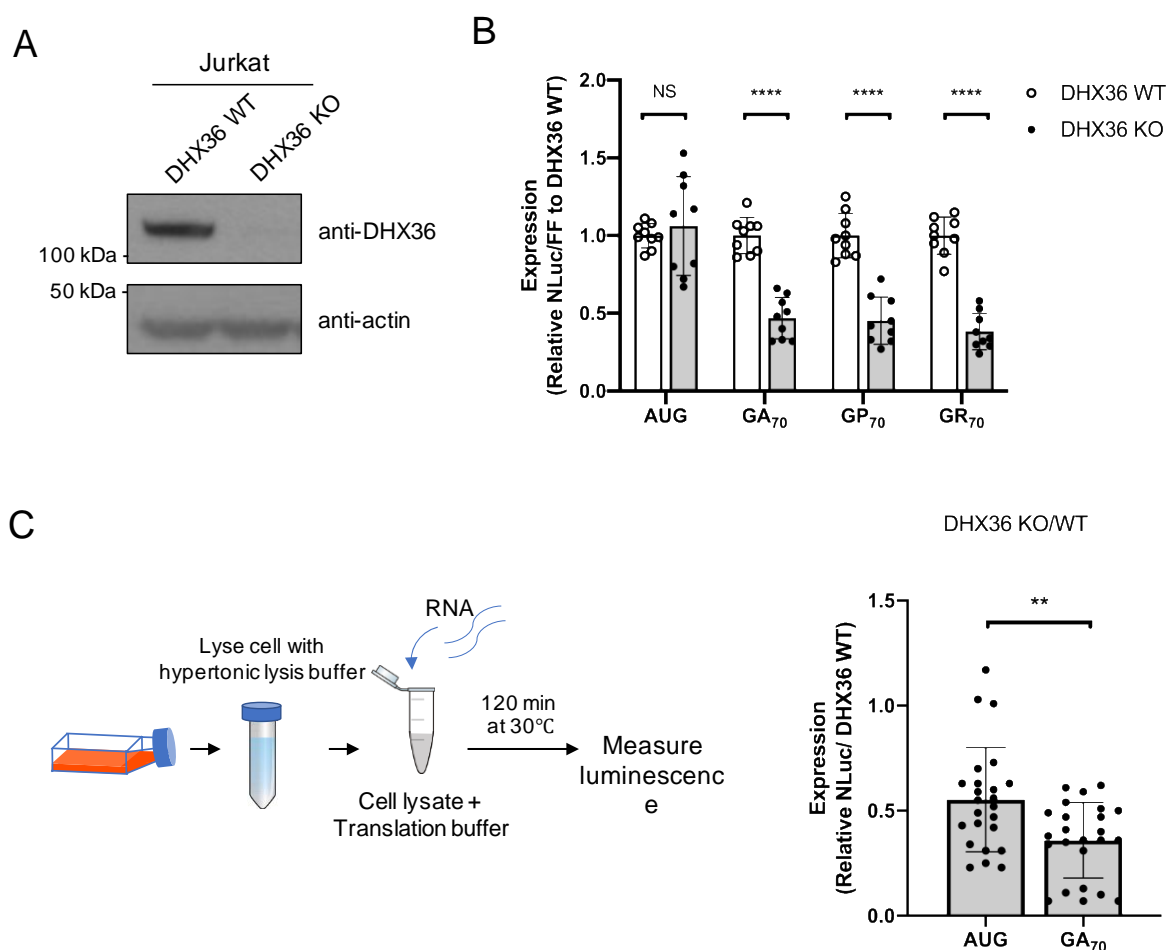 A
Jurkat
DHX36 WT
DHX36 KO
anti-DHX36
100 kDa
50 kDa
anti-actin
B
Expression
(Relative NLuc/FF to DHX36 WT)
2.0
1.5
1.0
0.5
0.0
NS
****
****
****
DHX36 WT
DHX36 KO
AUG
GA70
GP70
GR70
C
Lyse cell with
hypertonic lysis buffer
RNA
Cell lysate +
Translation buffer
120 min
at 30℃
Measure
luminescenc
e
DHX36 KO/WT
Expression
(Relative NLuc/ DHX36 WT)
1.5
1.0
0.5
0.0
**
AUG
GA70